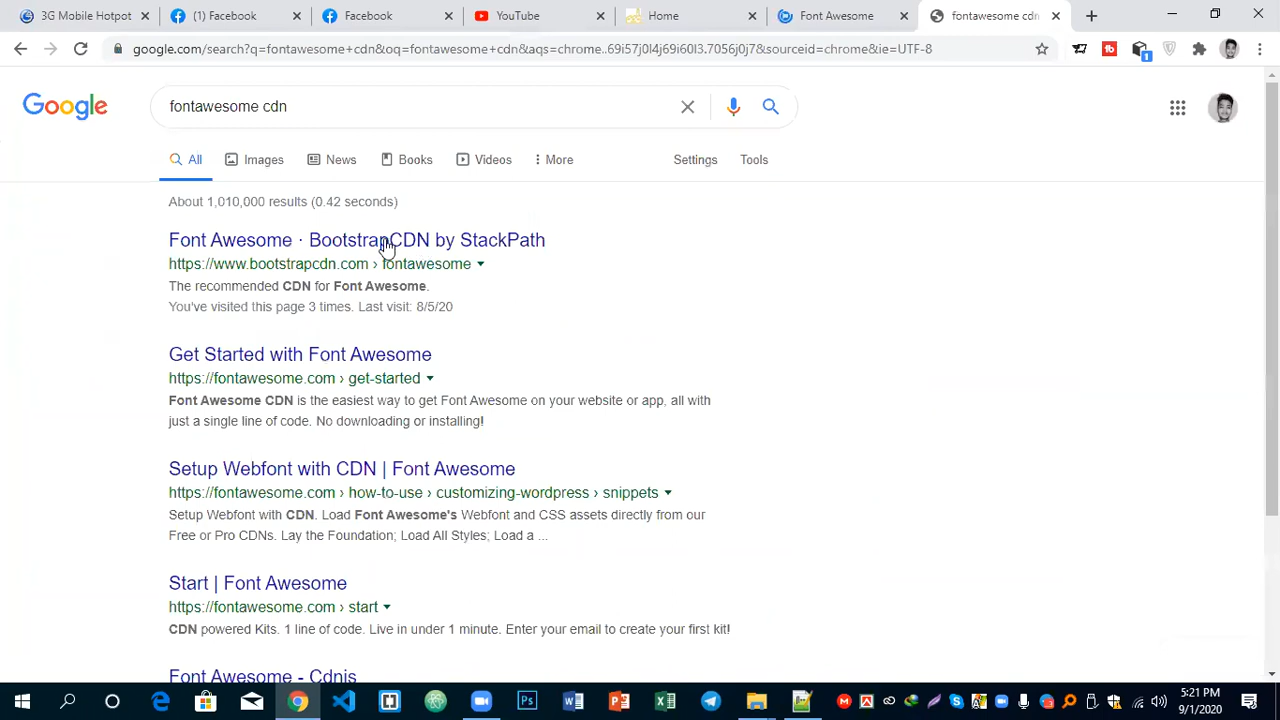 3G Mobile Hotpot
(1) Facebook
Facebook
YouTube
Home
Font Awesome
fontawesome cdn
google.com/search?q=fontawesome+cdn&oq=fontawesome+cdn&aqs=chrome..69i57j0l4j69i60l3.7056j0j7&sourceid=chrome&ie=UTF-8
Google
fontawesome cdn
All
Images
News
Books
Videos
More
Settings
Tools
About 1,010,000 results (0.42 seconds)
Font Awesome · BootstrapCDN by StackPath
https://www.bootstrapcdn.com › fontawesome
The recommended CDN for Font Awesome.
You've visited this page 3 times. Last visit: 8/5/20
Get Started with Font Awesome
https://fontawesome.com › get-started
Font Awesome CDN is the easiest way to get Font Awesome on your website or app, all with
just a single line of code. No downloading or installing!
Setup Webfont with CDN | Font Awesome
https://fontawesome.com › how-to-use › customizing-wordpress › snippets
Setup Webfont with CDN. Load Font Awesome's Webfont and CSS assets directly from our
Free or Pro CDNs. Lay the Foundation; Load All Styles; Load a ...
Start | Font Awesome
https://fontawesome.com › start
CDN powered Kits. 1 line of code. Live in under 1 minute. Enter your email to create your first kit!
Font Awesome - Cdnjs
5:21 PM
9/1/2020